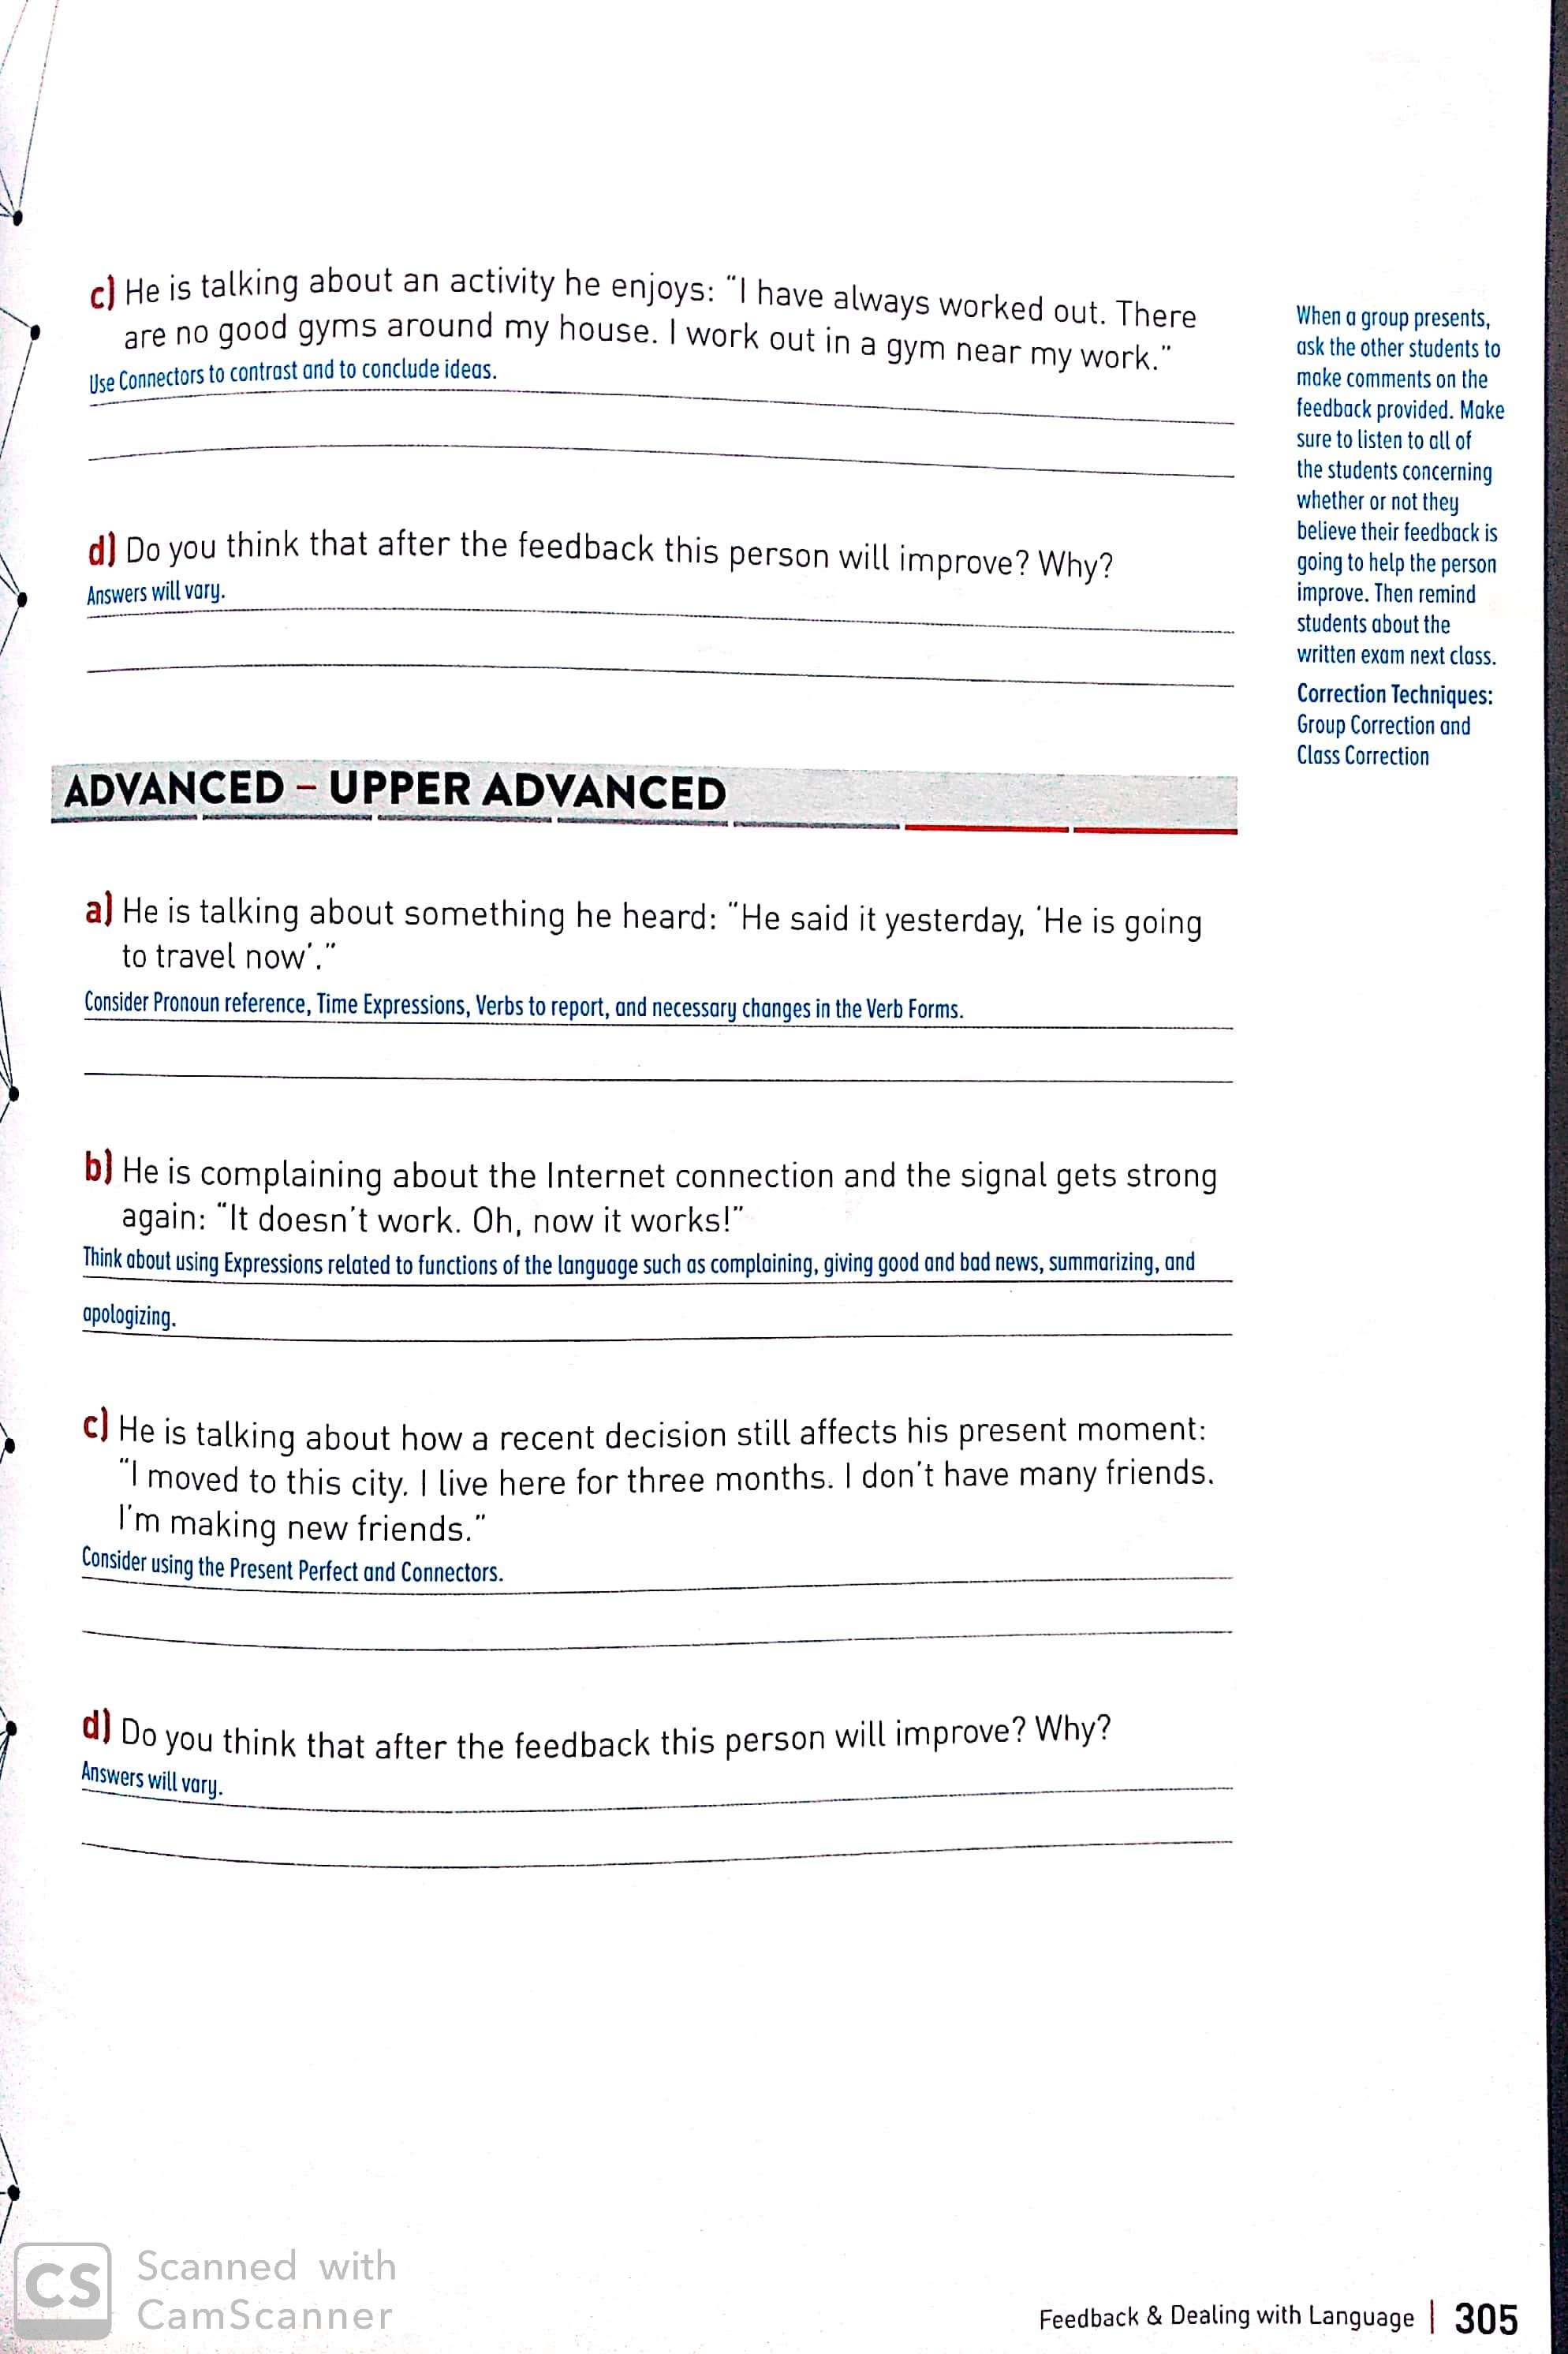 c) He is talking about an activity he enjoys: “I have always worked out. There
are no good gyms around my house. I work out in a gym near my work.”
Use Connectors to contrast and to conclude ideas.
d) Do you think that after the feedback this person will improve? Why?
Answers will vary.
When a group presents,
ask the other students to
make comments on the
feedback provided. Make
sure to listen to all of
the students concerning
whether or not they
believe their feedback is
going to help the person
improve. Then remind
students about the
written exam next class.
Correction Techniques:
Group Correction and
Class Correction
ADVANCED – UPPER ADVANCED
a) He is talking about something he heard: “He said it yesterday, ‘He is going
to travel now’.”
Consider Pronoun reference, Time Expressions, Verbs to report, and necessary changes in the Verb Forms.
b) He is complaining about the Internet connection and the signal gets strong
again: “It doesn’t work. Oh, now it works!”
Think about using Expressions related to functions of the language such as complaining, giving good and bad news, summarizing, and
apologizing.
c) He is talking about how a recent decision still affects his present moment:
“I moved to this city. I live here for three months. I don’t have many friends.
I’m making new friends.”
Consider using the Present Perfect and Connectors.
d) Do you think that after the feedback this person will improve? Why?
Answers will vary.
CS
Scanned with
CamScanner
Feedback & Dealing with Language | 305